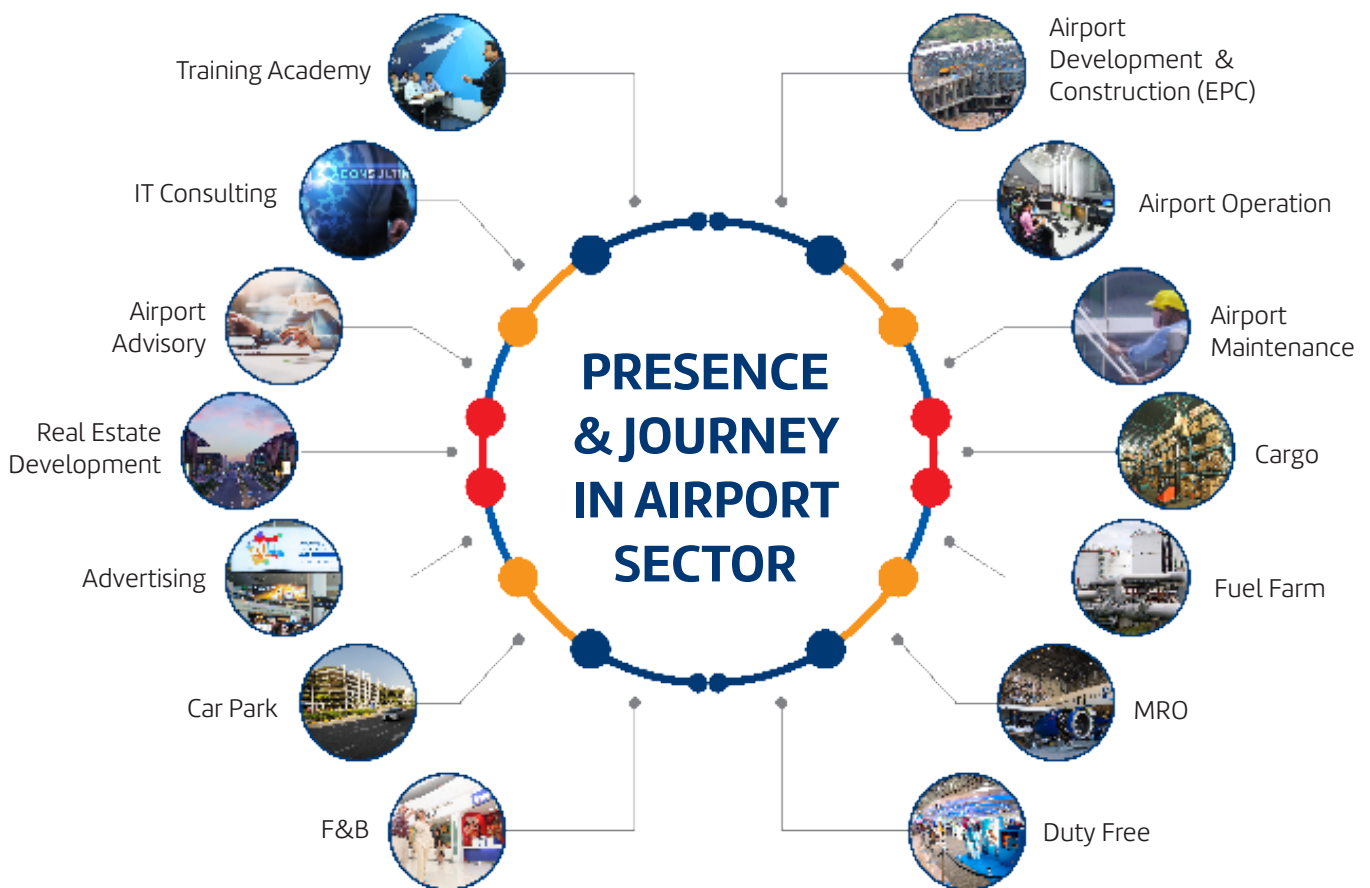 Training Academy
Airport
Development &
Construction (EPC)
IT Consulting
CONSULTIN
Airport Operation
Airport
Advisory
Airport
Maintenance
PRESENCE
& JOURNEY
IN AIRPORT
SECTOR
Real Estate
Development
Cargo
Advertising
Fuel Farm
Car Park
MRO
F&B
Duty Free